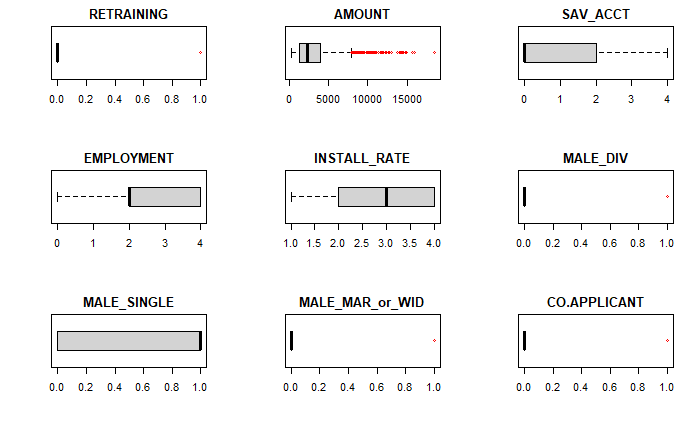 RETRAINING AMOUNT SAV_ACCT
0.0 0.2 0.4 0.6 0.8 1.0 0 5000 10000 15000 0 1 2 3 4
EMPLOYMENT INSTALL_RATE MALE_DIV
0 1 2 3 4 1.0 1.5 2.0 2.5 3.0 3.5 4.0 0.0 0.2 0.4 0.6 0.8 1.0
MALE_SINGLE MALE_MAR_or_WID CO.APPLICANT
0.0 0.2 0.4 0.6 0.8 1.0 0.0 0.2 0.4 0.6 0.8 1.0 0.0 0.2 0.4 0.6 0.8 1.0